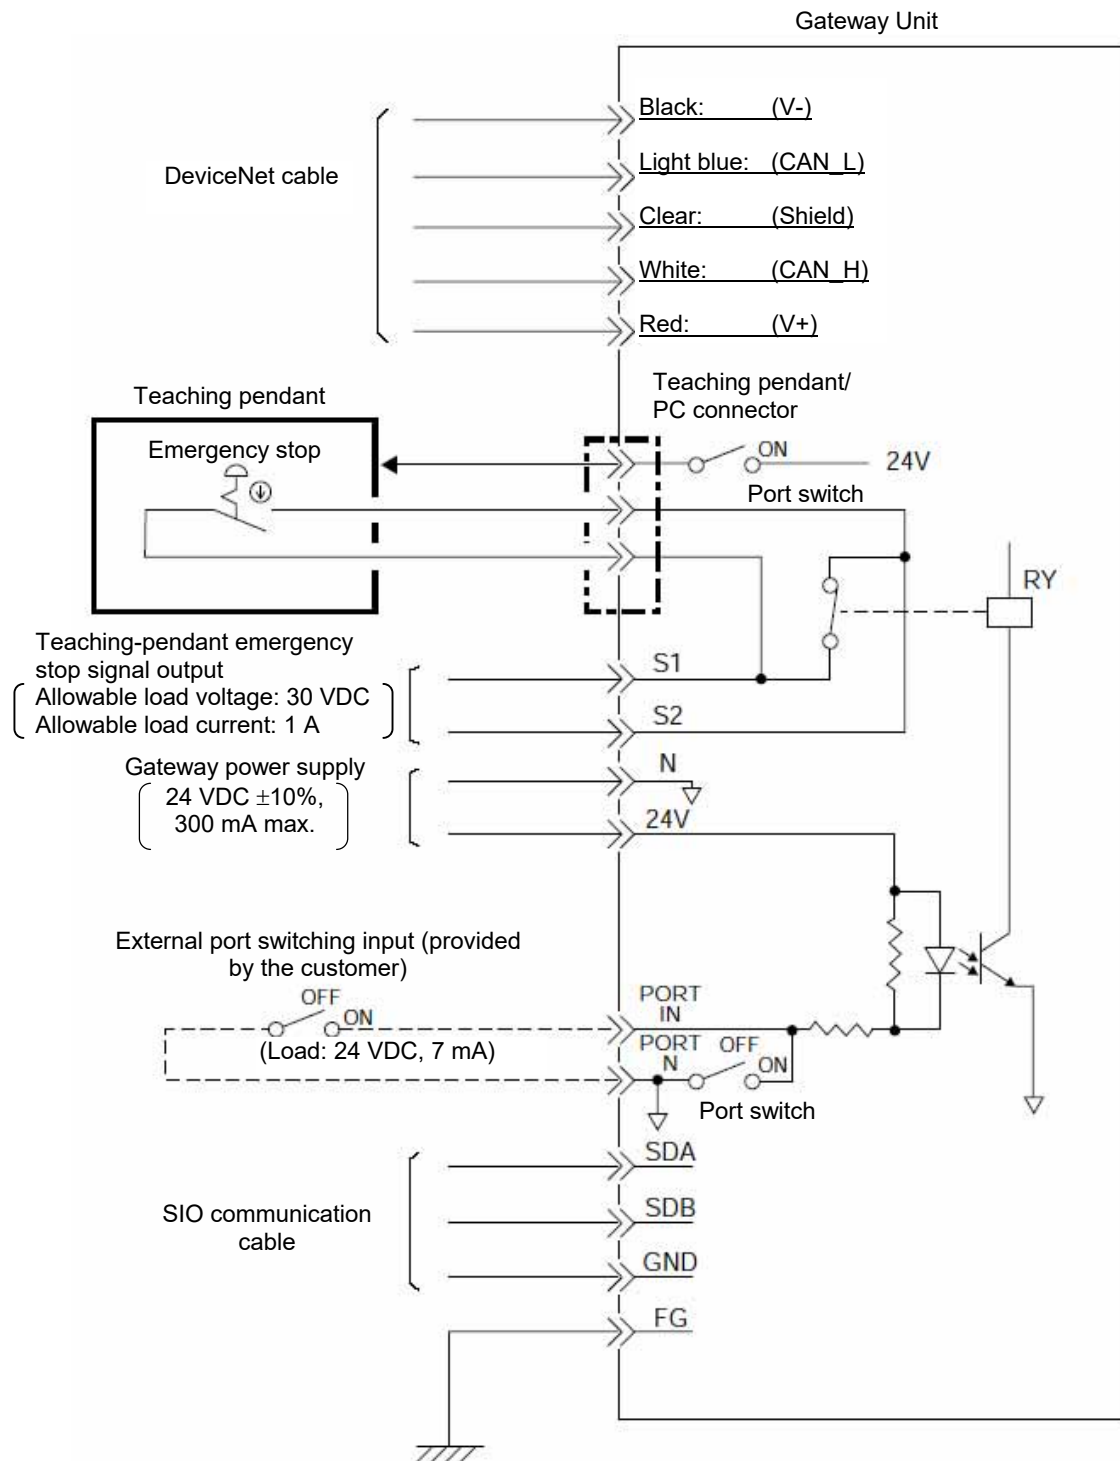 Gateway Unit
Black: (V-)
DeviceNet cable
Light blue: (CAN_L)
Clear: (Shield)
White: (CAN_H)
Red: (V+)
Teaching pendant
Teaching pendant/
PC connector
Emergency stop
ON
24V
Port switch
RY
Teaching-pendant emergency
stop signal output
Allowable load voltage: 30 VDC
Allowable load current: 1 A
S1
S2
Gateway power supply
24 VDC ±10%,
300 mA max.
N
24V
External port switching input (provided
by the customer)
OFF
ON
(Load: 24 VDC, 7 mA)
PORT
IN
PORT
N
OFF
ON
Port switch
SIO communication
cable
SDA
SDB
GND
FG